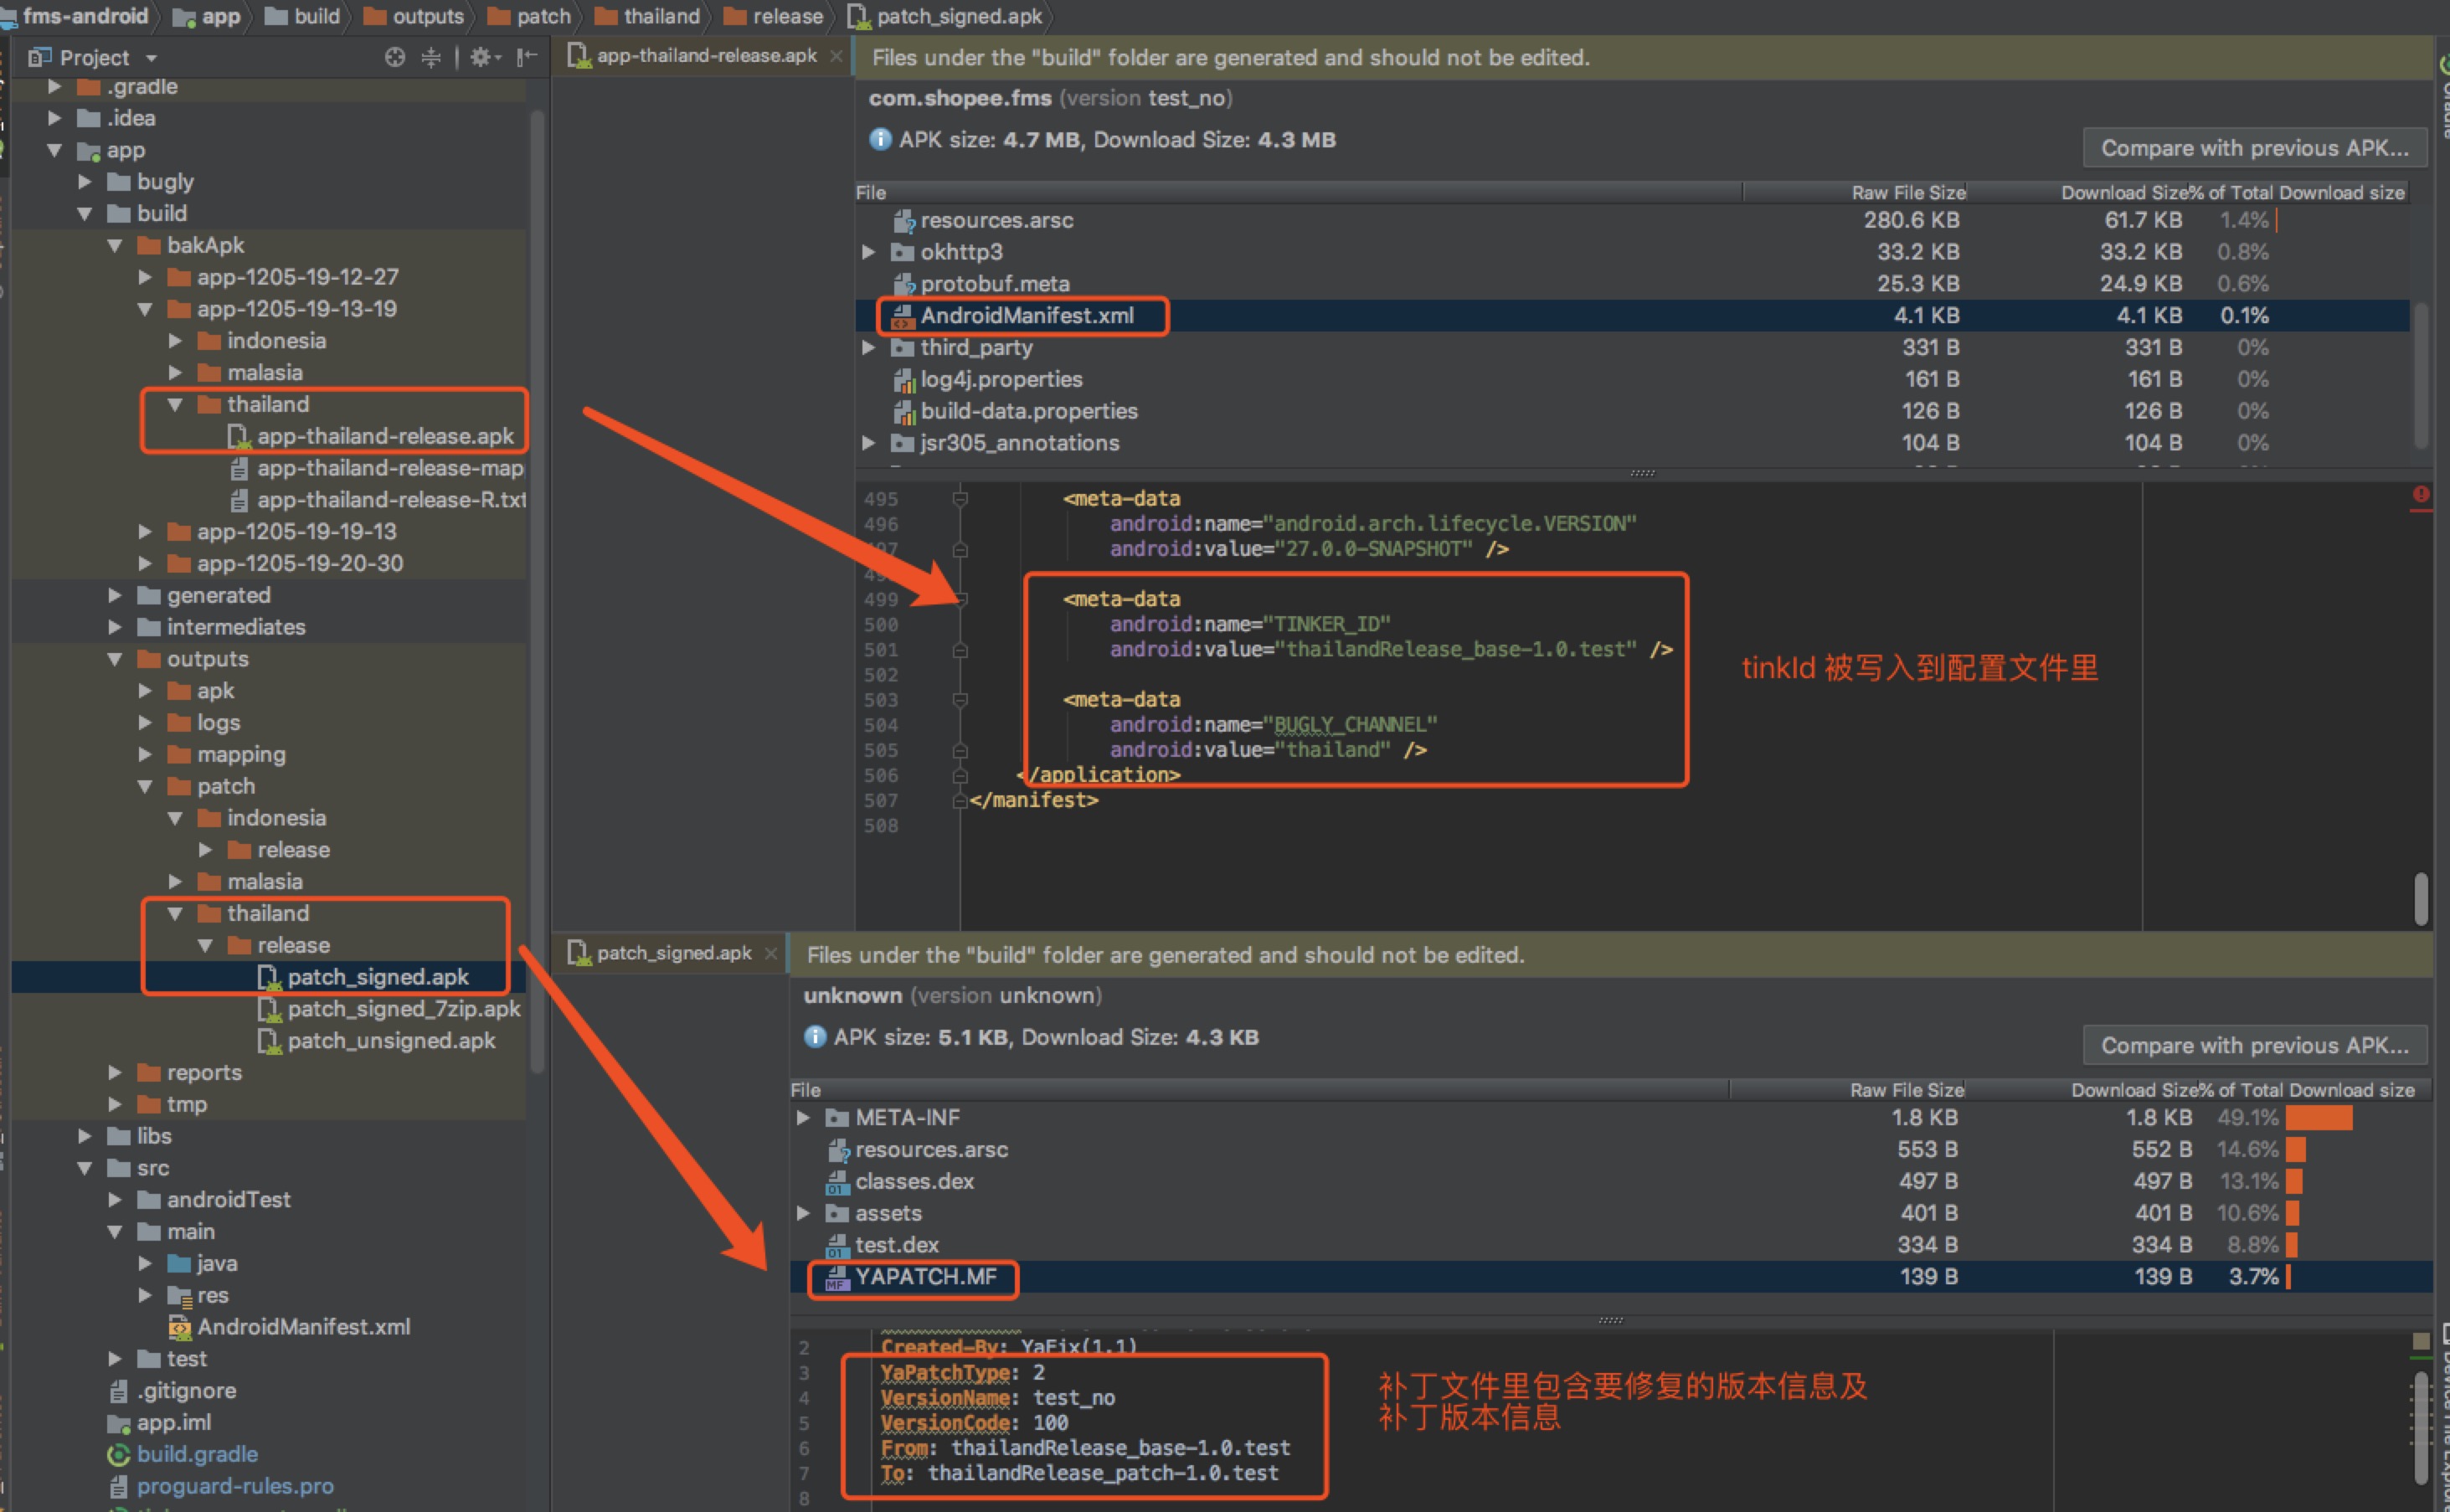 fms-android app build outputs patch thailand release patch_signed.apk
Project
.gradle
.idea
app
bugly
build
bakApk
app-1205-19-12-27
app-1205-19-13-19
indonesia
malasia
thailand
app-thailand-release.apk
app-thailand-release-map
app-thailand-release-R.txt
app-1205-19-19-13
app-1205-19-20-30
generated
intermediates
outputs
apk
logs
mapping
patch
indonesia
release
malasia
thailand
release
patch_signed.apk
patch_signed_7zip.apk
patch_unsigned.apk
reports
tmp
libs
src
androidTest
main
java
res
AndroidManifest.xml
test
.gitignore
app.iml
build.gradle
proguard-rules.pro
app-thailand-release.apk
Files under the "build" folder are generated and should not be edited.
com.shopee.fms (version test_no)
APK size: 4.7 MB, Download Size: 4.3 MB
Compare with previous APK...
File Raw File Size Download Size % of Total Download size
resources.arsc 280.6 KB 61.7 KB 1.4%
okhttp3 33.2 KB 33.2 KB 0.8%
protobuf.meta 25.3 KB 24.9 KB 0.6%
AndroidManifest.xml 4.1 KB 4.1 KB 0.1%
third_party 331 B 331 B 0%
log4j.properties 161 B 161 B 0%
build-data.properties 126 B 126 B 0%
jsr305_annotations 104 B 104 B 0%
495 <meta-data
496 android:name="android.arch.lifecycle.VERSION"
497 android:value="27.0.0-SNAPSHOT" />
498
499 <meta-data
500 android:name="TINKER_ID"
501 android:value="thailandRelease_base-1.0.test" />
502
503 <meta-data
504 android:name="BUGLY_CHANNEL"
505 android:value="thailand" />
506 </application>
507 </manifest>
508
tinkId 被写入到配置文件里
patch_signed.apk
Files under the "build" folder are generated and should not be edited.
unknown (version unknown)
APK size: 5.1 KB, Download Size: 4.3 KB
Compare with previous APK...
File Raw File Size Download Size % of Total Download size
META-INF 1.8 KB 1.8 KB 49.1%
resources.arsc 553 B 552 B 14.6%
classes.dex 497 B 497 B 13.1%
assets 401 B 401 B 10.6%
test.dex 334 B 334 B 8.8%
YAPATCH.MF 139 B 139 B 3.7%
2 Created-By: YaFix(1.1)
3 YaPatchType: 2
4 VersionName: test_no
5 VersionCode: 100
6 From: thailandRelease_base-1.0.test
7 To: thailandRelease_patch-1.0.test
8
补丁文件里包含要修复的版本信息及
补丁版本信息